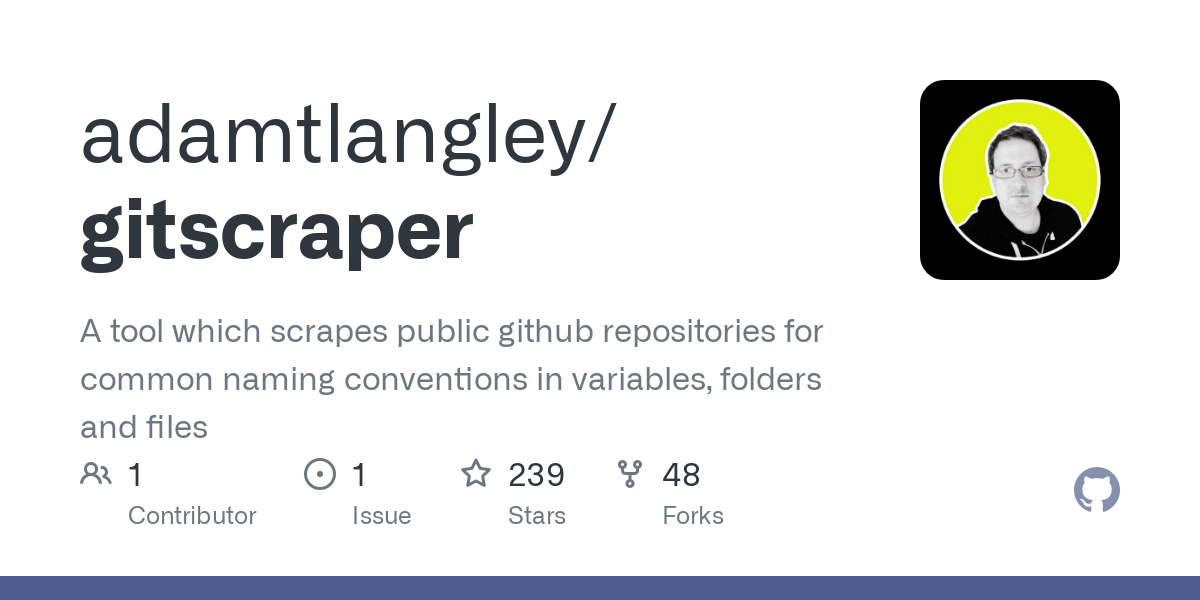 adamtlangley/
gitscraper
A tool which scrapes public github repositories for
common naming conventions in variables, folders
and files
1 1 239 48
Contributor Issue Stars Forks